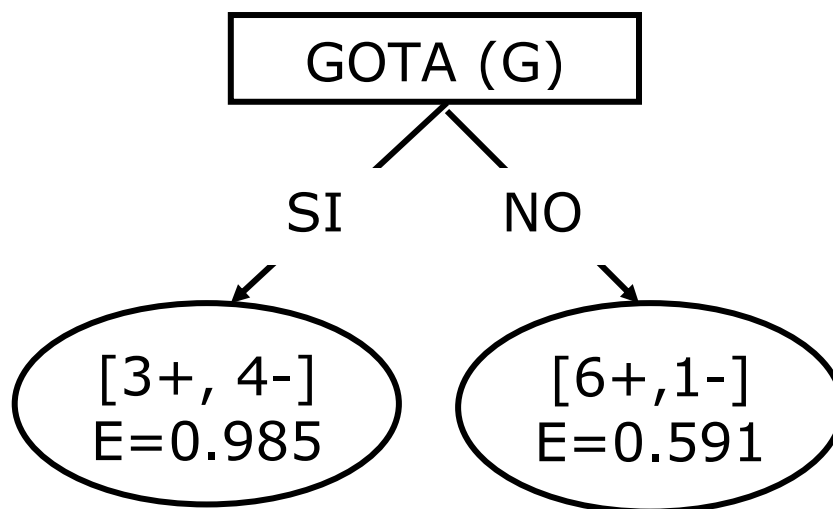 GOTA (G)
SI
NO
[3+, 4-]
E=0.985
[6+,1-]
E=0.591